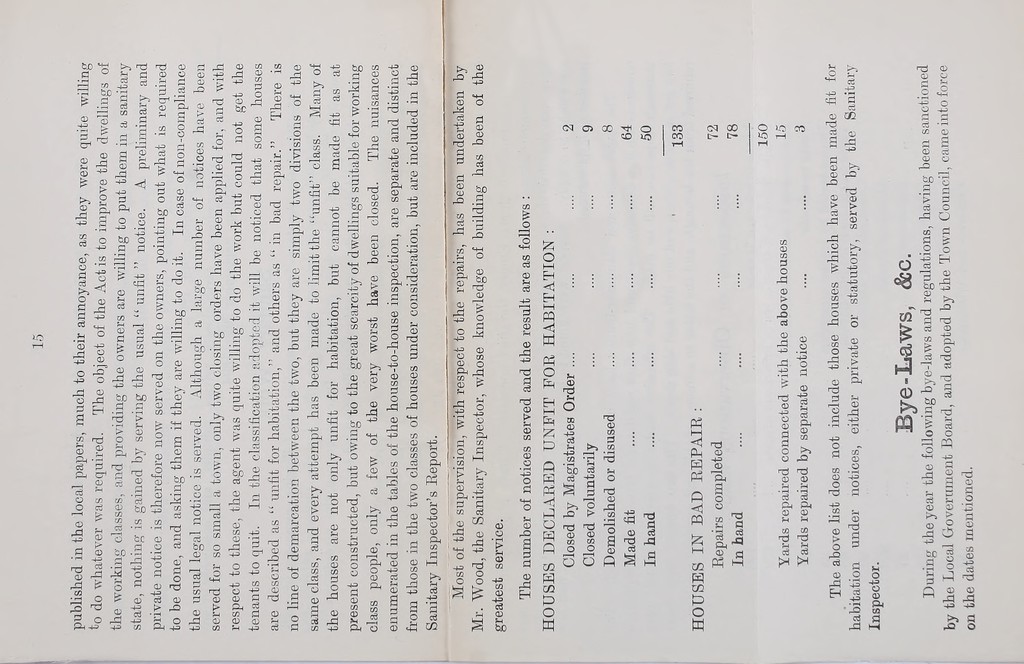 15
published in the local papers, much to their annoyance, as they were quite willing
to do whatever was required. The object of the Act is to improve the dwellings of
the working classes, and providing the owners are willing to put them in a sanitary
state, nothing is gained by serving the usual “ unfit ” notice. A preliminary and
private notice is therefore now served on the owners, pointing out what is required
to be done, and asking them if they are willing to do it. In case of non-compliance
the usual legal notice is served. Although a large number of notices have been
served for so small a town, only two closing orders have been applied for, and with
respect to these, the agent was quite willing to do the work but could not get the
tenants to quit. In the classification adopted it will be noticed that some houses
are described as “ unfit for habitation,” and others as “ in bad repair.” There is
no line of demarcation between the two, but they are simply two divisions of the
same class, and every attempt has been made to limit the “unfit” class. Many of
the houses are not only unfit for habitation, but cannot be made fit as at
present constructed, but owing to the great scarcity of dwellings suitable for working
class people, only a few of the very worst have been closed. The nuisances
enumerated in the tables of the house-to-house inspection, are separate and distinct
from those in the two classes of houses under consideration, but are included in the
Sanitary Inspector's Report.
Most of the supervision, with respect to the repairs, has been undertaken by
Mr. Wood, the Sanitary Inspector, whose knowledge of building has been of the
greatest service.
The number of notices served and the result are as follows :
HOUSES DECLARED UNFIT FOR HABITATION :
Closed by Magistrates Order .... .... .... 2
Closed voluntarily .... .... .... 9
Demolished or disused .... .... .... 8
Made fit .... .... .... .... 64
In hand .... .... .... .... 50
133
HOUSES IN BAD REPAIR :
Repairs completed .... .... .... 72
In hand .... .... .... .... 78
150
Yards repaired connected with the above houses .... 15
Yards repaired by separate notice .... .... 3
The above list does not include those houses which have been made fit for
habitation under notices, either private or statutory, served by the Sanitary
Inspector.
Bye-Laws, &c.
During the year the following bye-laws and regulations, having been sanctioned
by the Local Government Board, and adopted by the Town Council, came into force
on the dates mentioned.